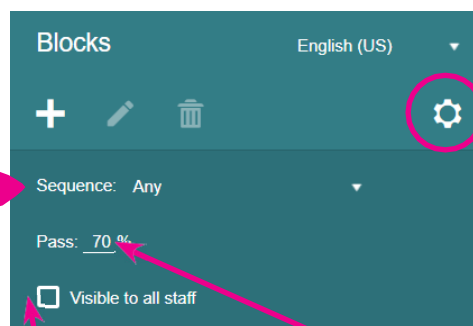 Blocks English (US)
Sequence: Any
Pass: 70 %
Visible to all staff